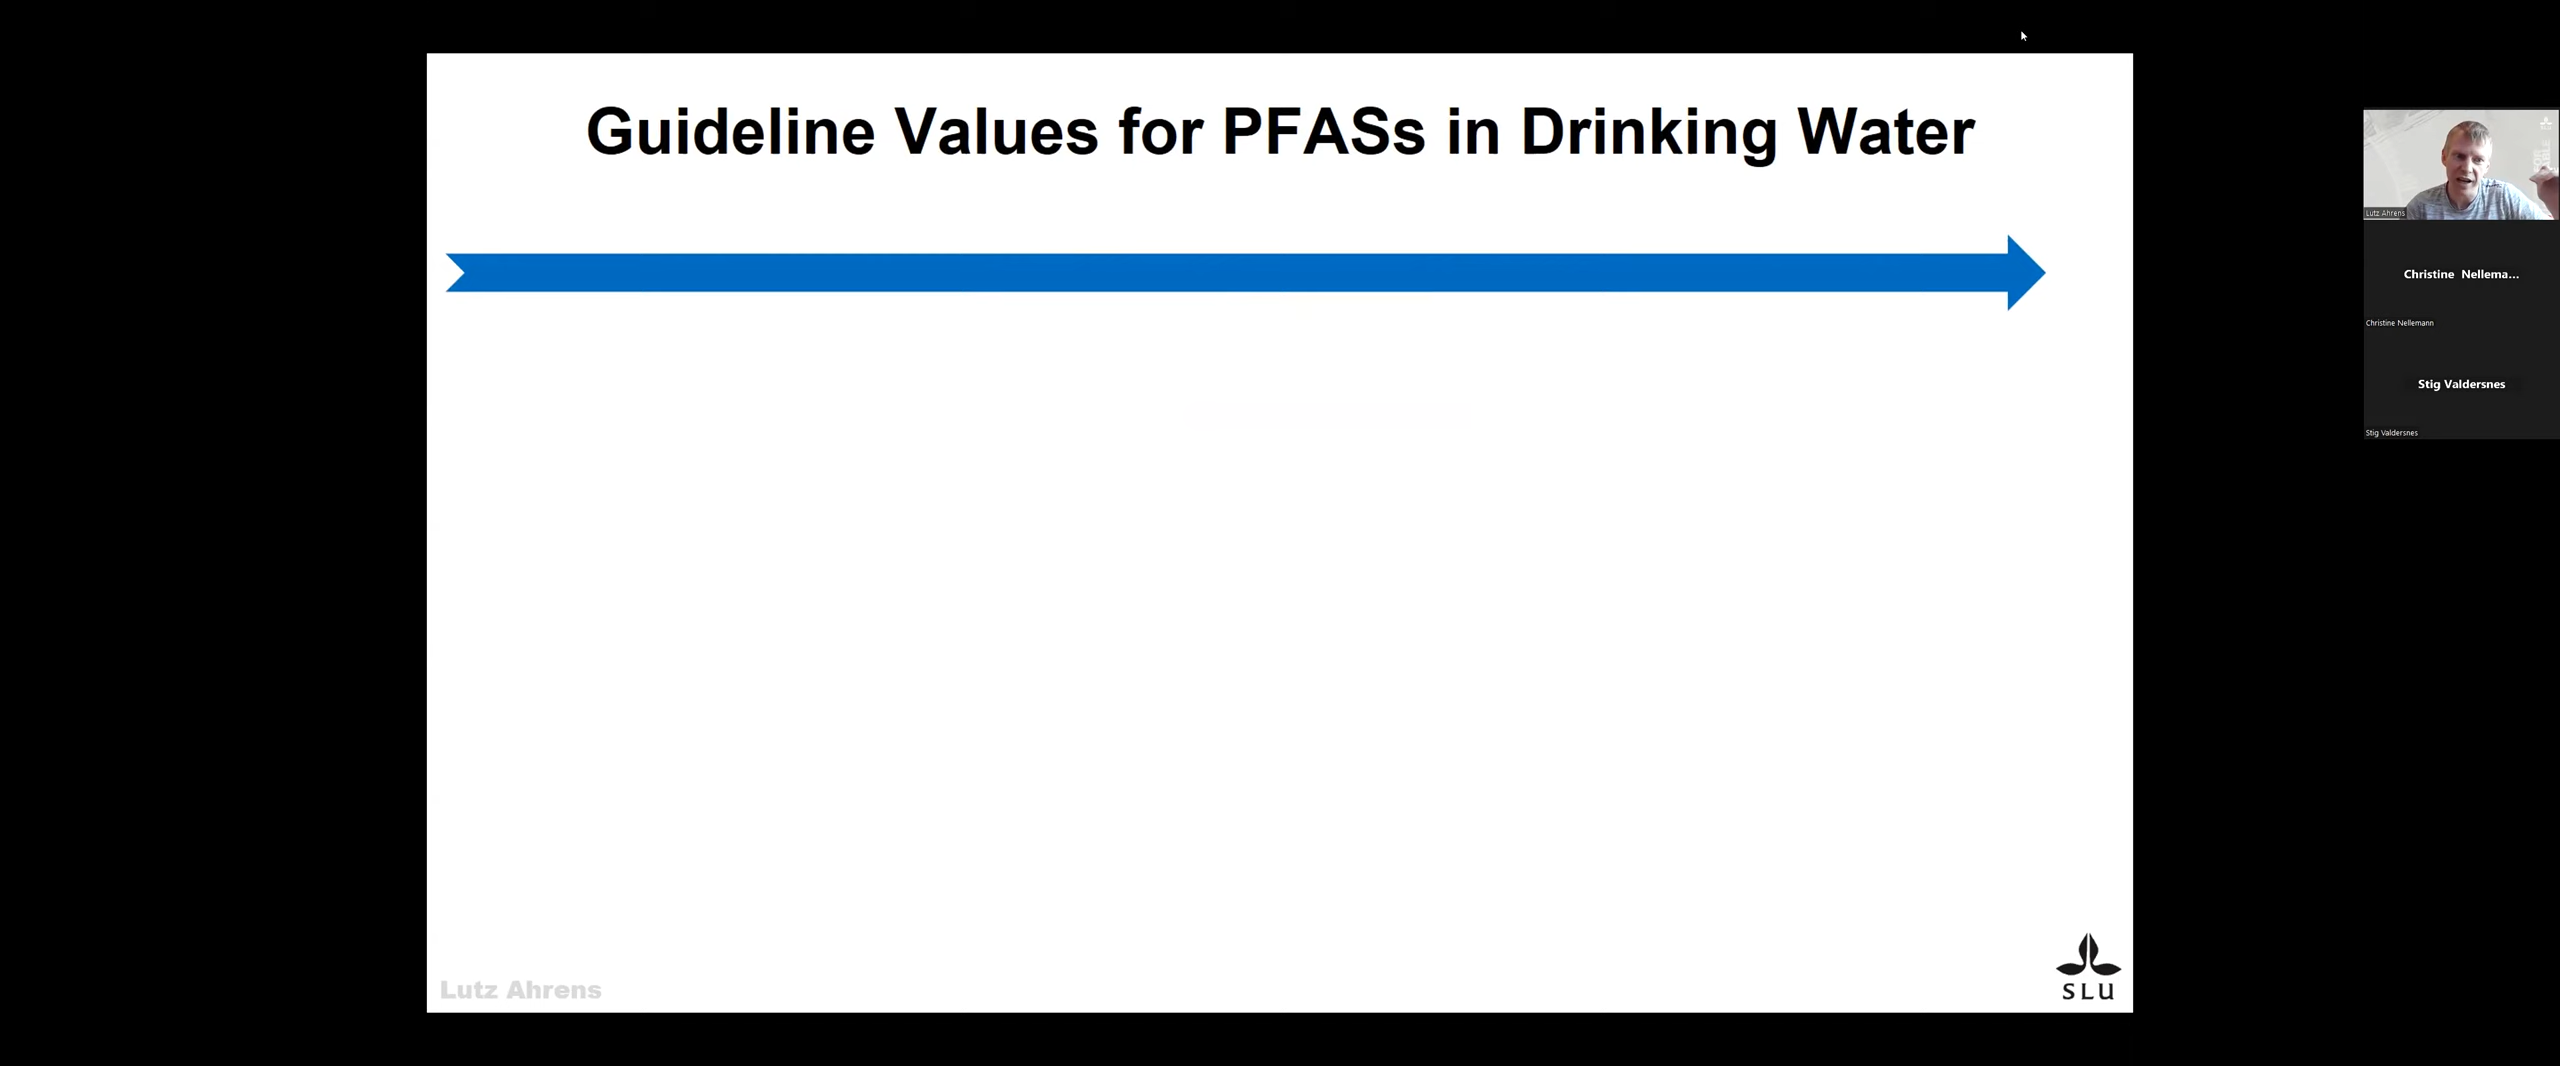 Guideline Values for PFASs in Drinking Water
Lutz Ahrens
SLU
Lutz Ahrens
Christine Nellema...
Christine Nellemann
Stig Valdersnes
Stig Valdersnes